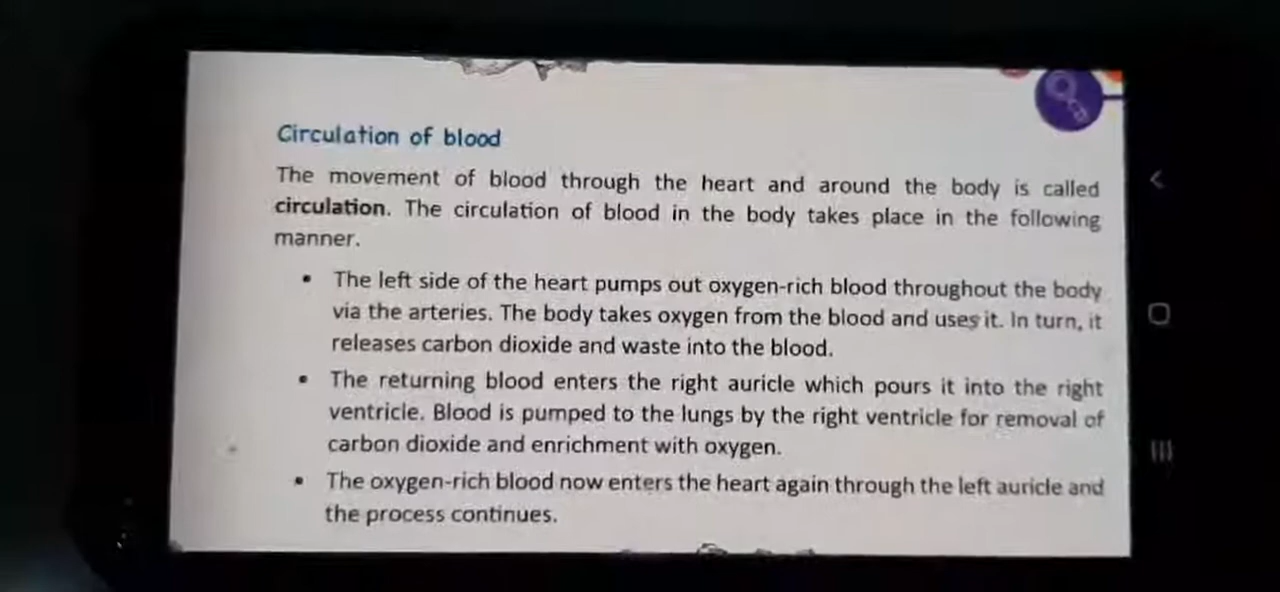 Circulation of blood
The movement of blood through the heart and around the body is called
circulation. The circulation of blood in the body takes place in the following
manner.
• The left side of the heart pumps out oxygen-rich blood throughout the body
via the arteries. The body takes oxygen from the blood and uses it. In turn, it
releases carbon dioxide and waste into the blood.
• The returning blood enters the right auricle which pours it into the right
ventricle. Blood is pumped to the lungs by the right ventricle for removal of
carbon dioxide and enrichment with oxygen.
• The oxygen-rich blood now enters the heart again through the left auricle and
the process continues.